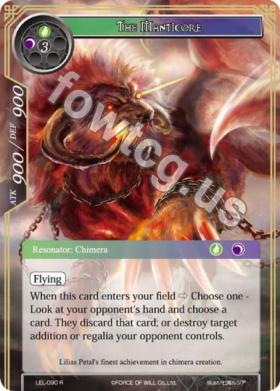 The Manticore
3
ATK 900/DEF 900
fowtcg.us
Resonator: Chimera
Flying
When this card enters your field ⇨ Choose one -
Look at your opponent's hand and choose a
card. They discard that card; or destroy target
addition or regalia your opponent controls.
Lilias Petal's finest achievement in chimera creation.
LEL-090 R
©FORCE OF WILL Co.,Ltd.